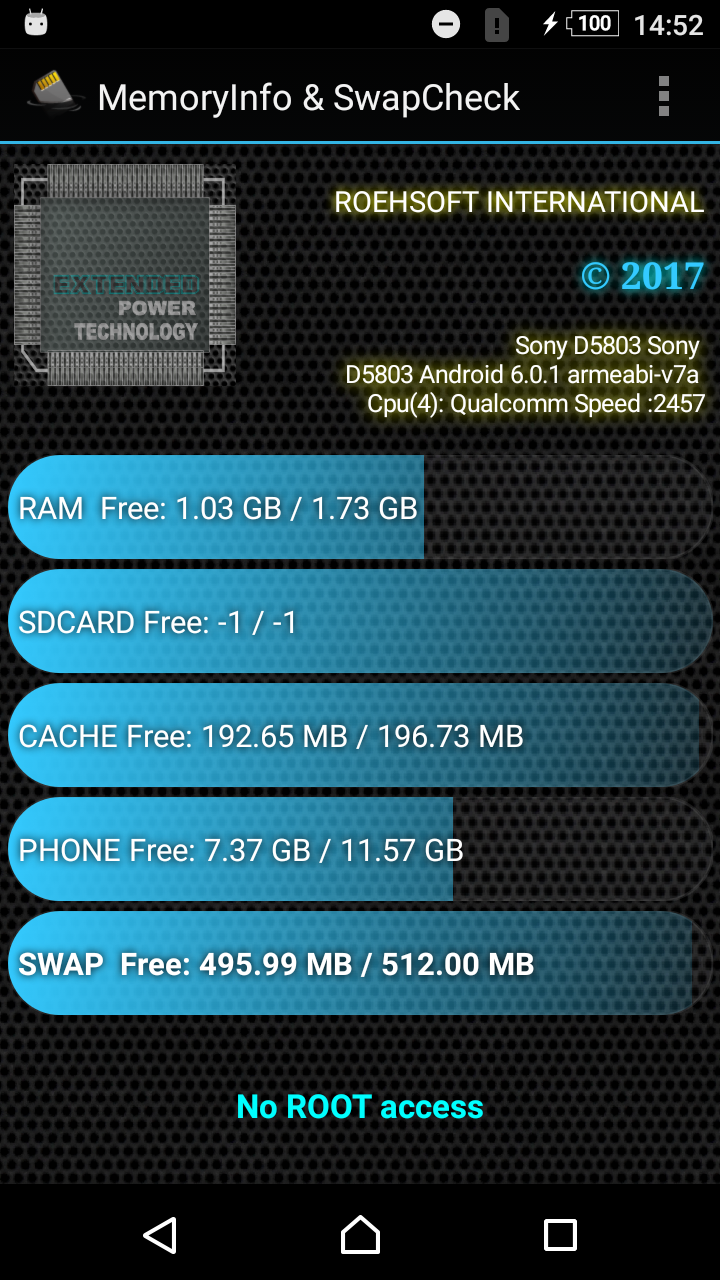 100 14:52
MemoryInfo & SwapCheck
ROEHSOFT INTERNATIONAL
© 2017
EXTENDED
POWER
TECHNOLOGY
Sony D5803 Sony
D5803 Android 6.0.1 armeabi-v7a
Cpu(4): Qualcomm Speed :2457
RAM  Free: 1.03 GB / 1.73 GB
SDCARD Free: -1 / -1
CACHE Free: 192.65 MB / 196.73 MB
PHONE Free: 7.37 GB / 11.57 GB
SWAP  Free: 495.99 MB / 512.00 MB
No ROOT access